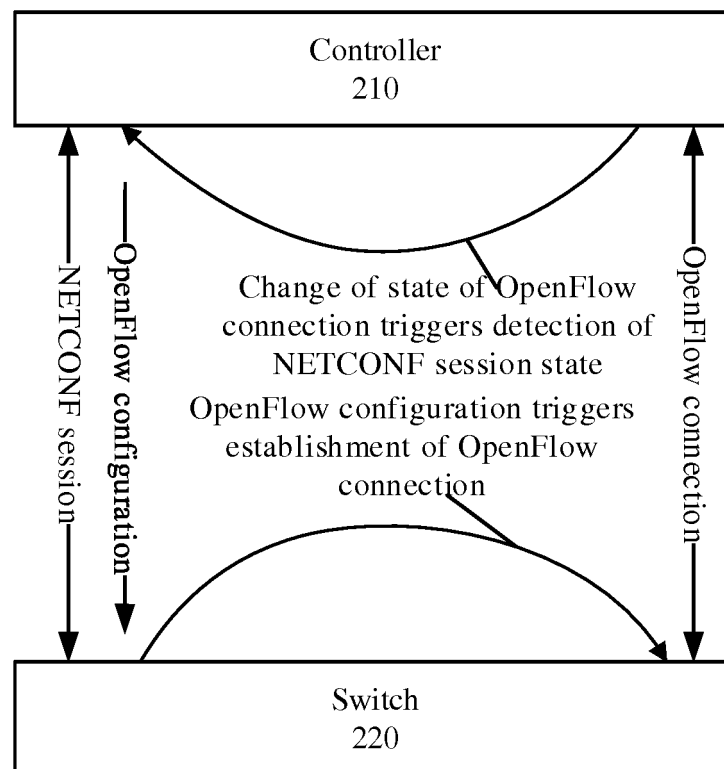 Controller
210
NETCONF session
OpenFlow configuration
Change of state of OpenFlow
connection triggers detection of
NETCONF session state
OpenFlow configuration triggers
establishment of OpenFlow
connection
OpenFlow connection
Switch
220